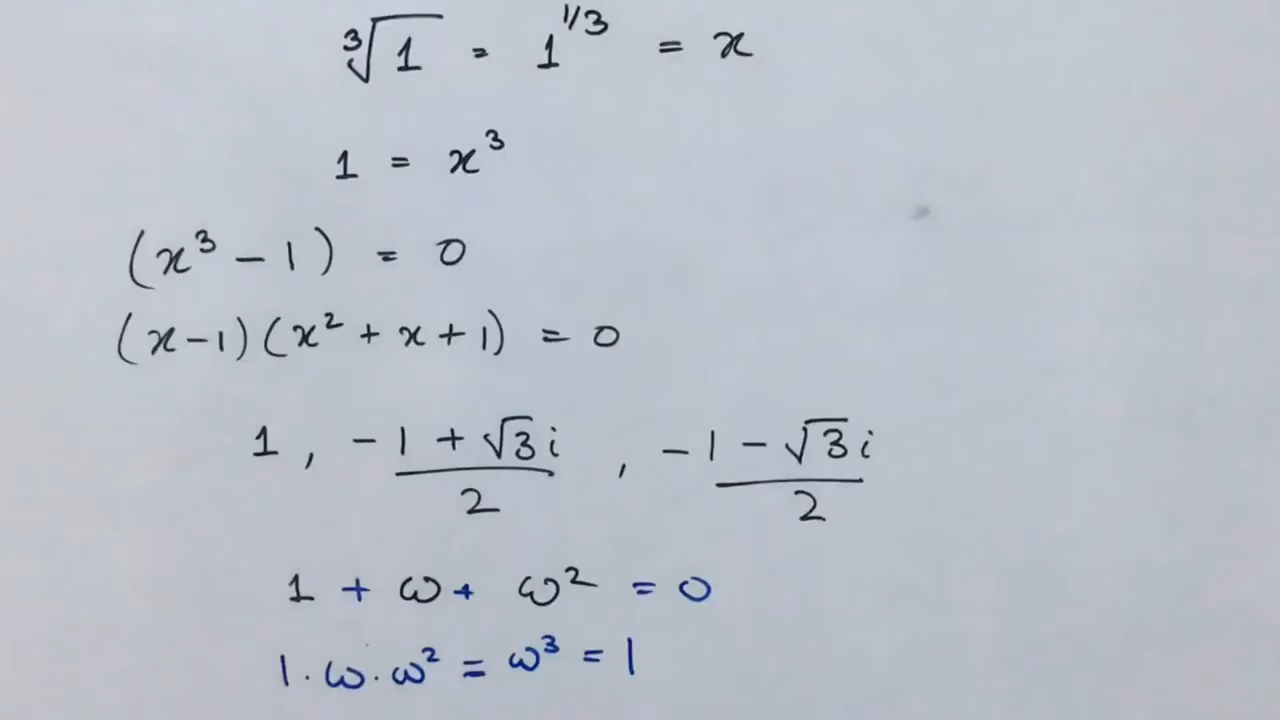 ∛1 = 1^(1/3) = x
1 = x³
(x³ - 1) = 0
(x-1)(x² + x + 1) = 0
1, (-1 + √3 i)/2, (-1 - √3 i)/2
1 + ω + ω² = 0
1 · ω · ω² = ω³ = 1